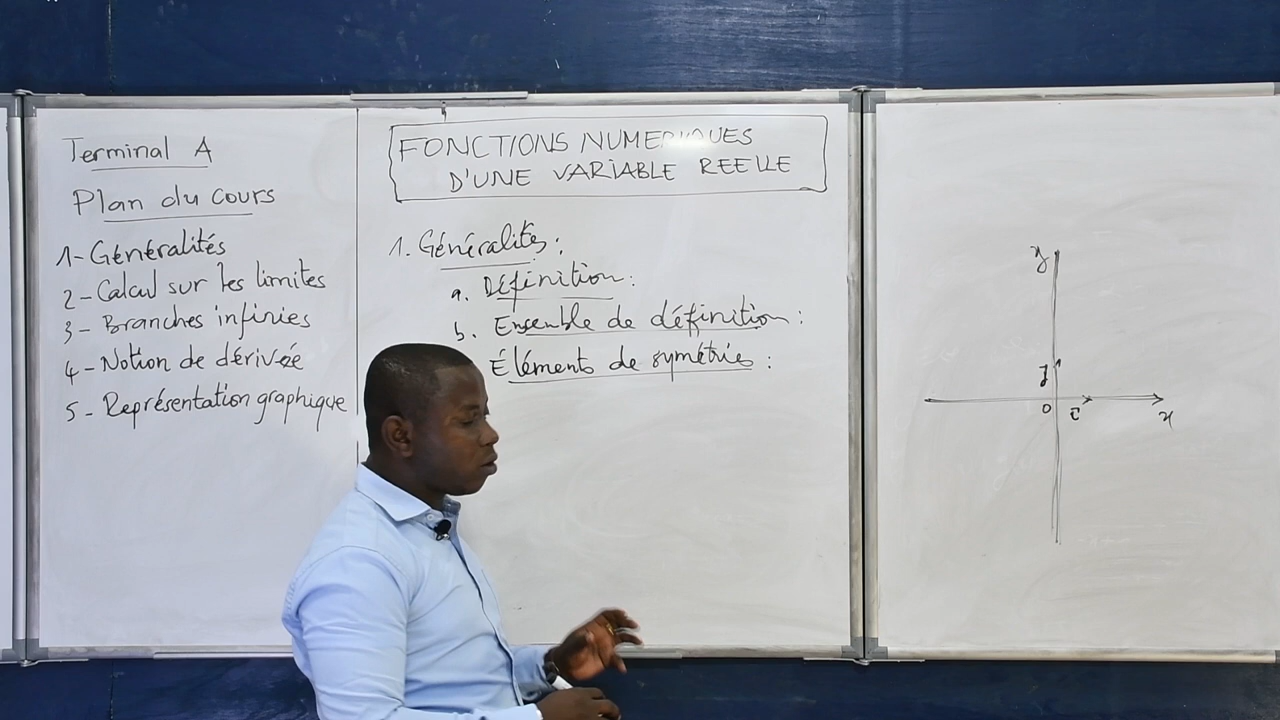 Terminal A
Plan du Cours
1- Généralités
2 - Calcul sur les limites
3 - Branches infinies
4 - Notion de dérivée
5 - Représentation graphique
FONCTIONS NUMERIQUES
D'UNE VARIABLE REELLE
1. Généralités :
a. Définition :
b. Ensemble de définition :
Éléments de symétrie :
y
j
O i x